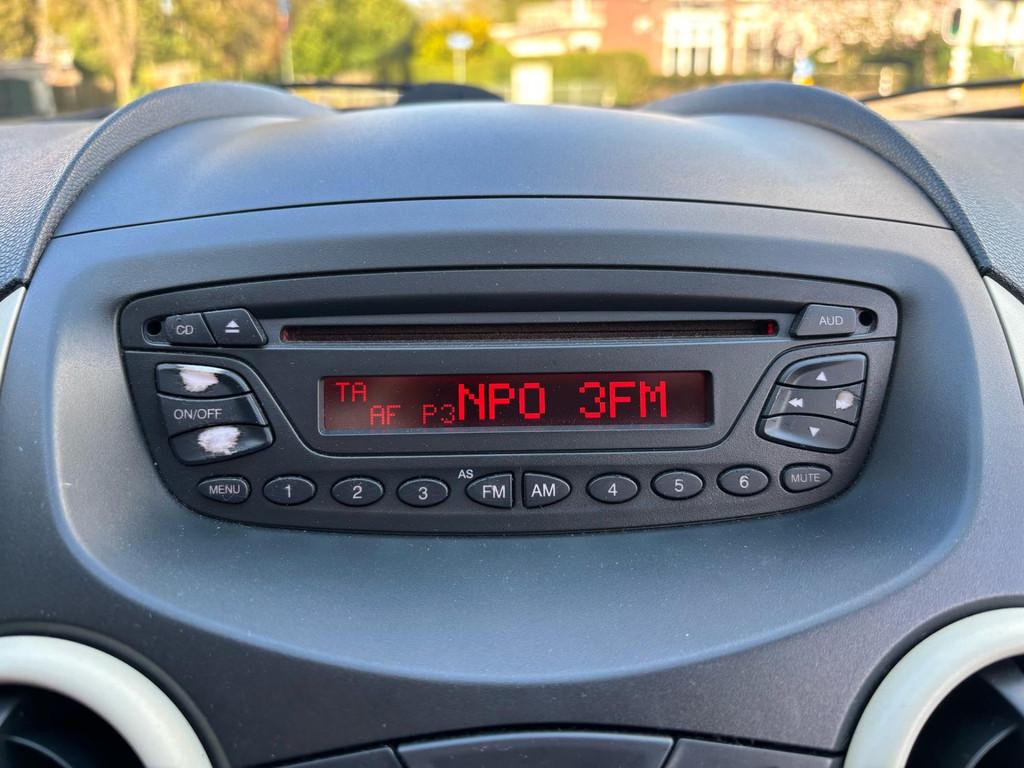 CD
AUD
TA
AF P3 NPO 3FM
ON/OFF
MENU 1 2 3 AS FM AM 4 5 6 MUTE